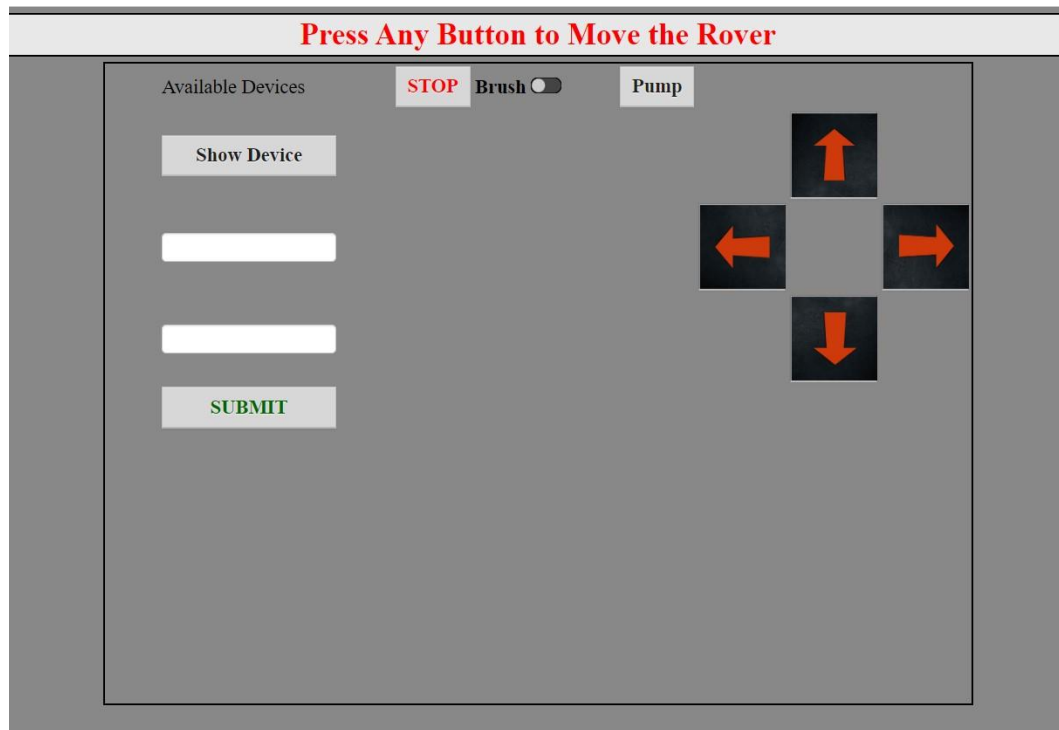 Press Any Button to Move the Rover
Available Devices STOP Brush Pump
Show Device
SUBMIT